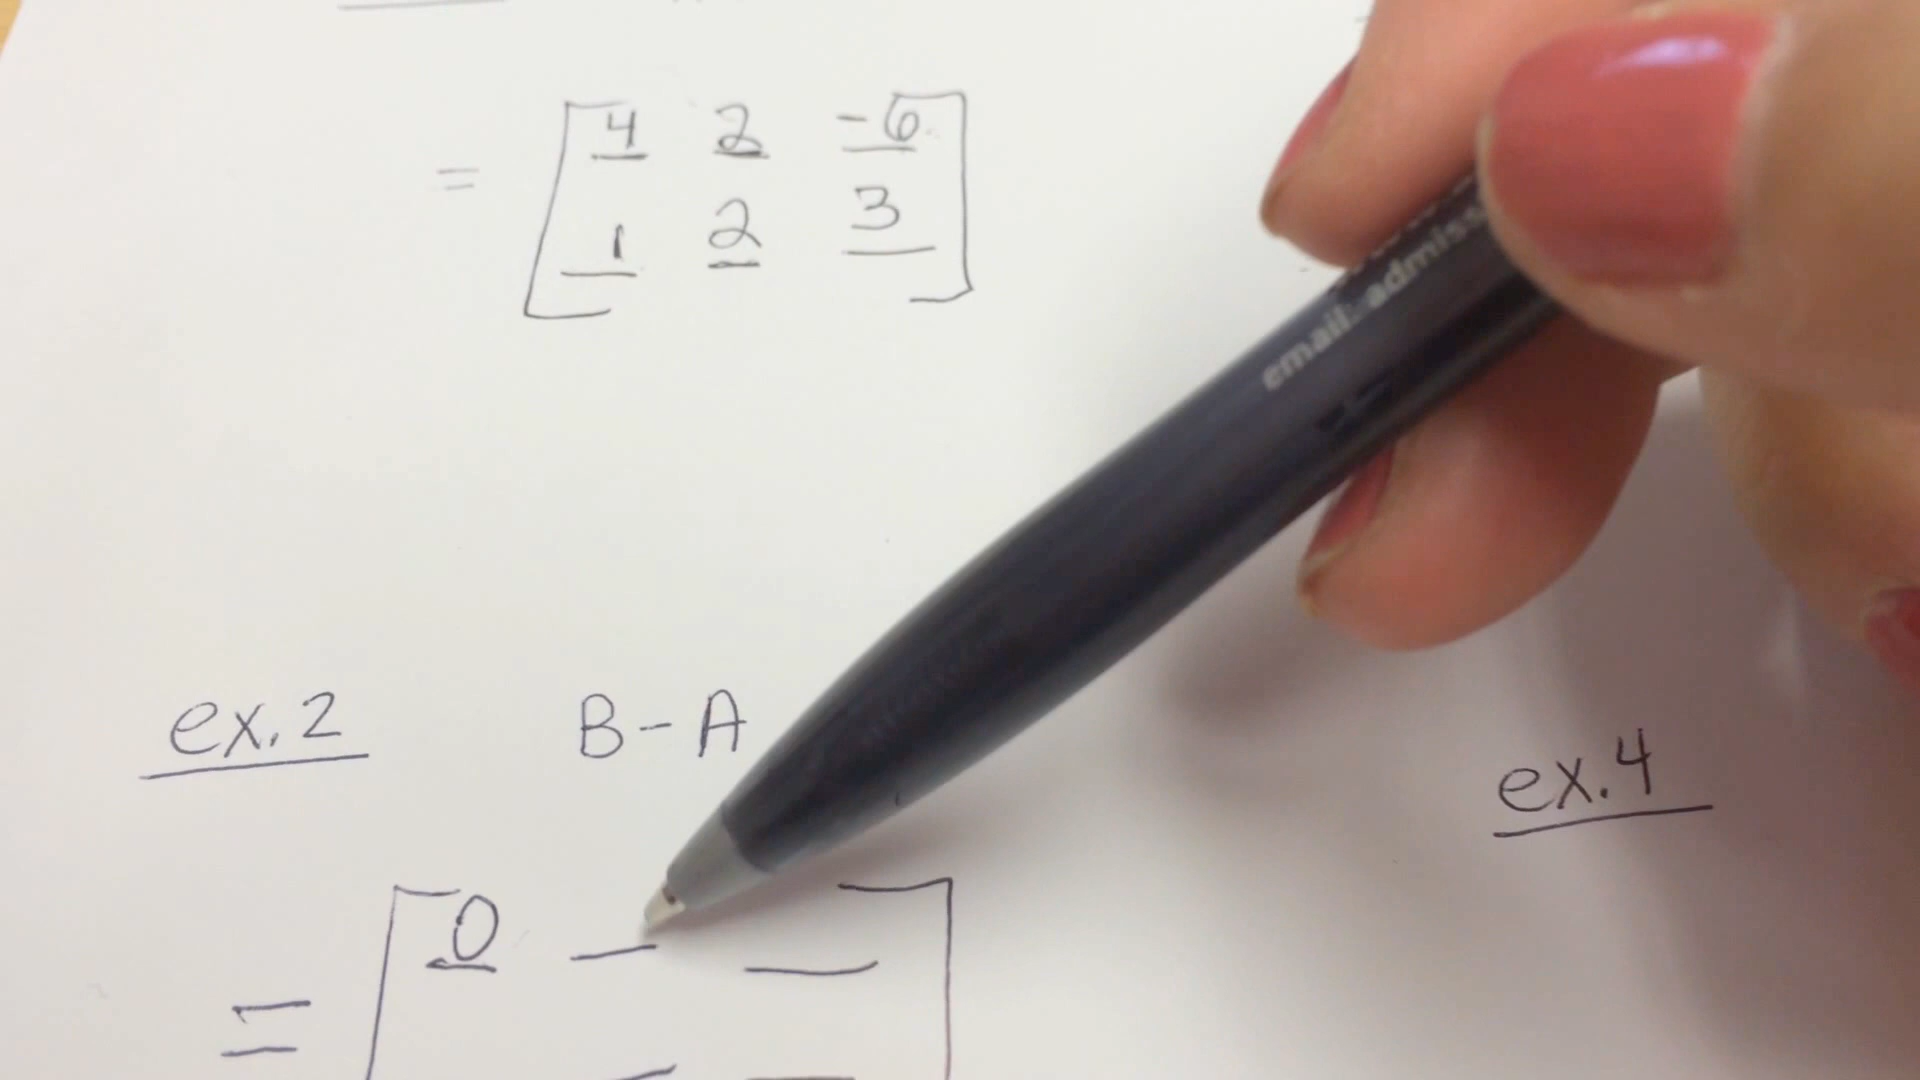 = [ 4 2 -6
1 2 3 ]
email: admiss
ex.2 B-A
ex.4
= [ 0 _ _ ]